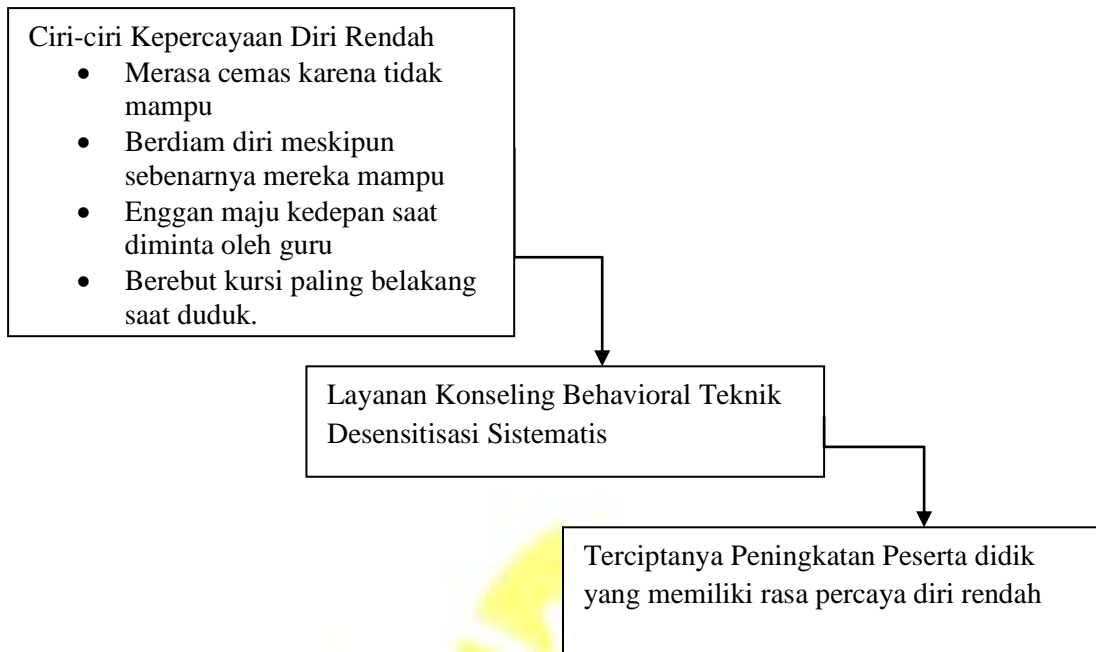 Ciri-ciri Kepercayaan Diri Rendah
• Merasa cemas karena tidak
mampu
• Berdiam diri meskipun
sebenarnya mereka mampu
• Enggan maju kedepan saat
diminta oleh guru
• Berebut kursi paling belakang
saat duduk.
Layanan Konseling Behavioral Teknik
Desensitisasi Sistematis
Terciptanya Peningkatan Peserta didik
yang memiliki rasa percaya diri rendah